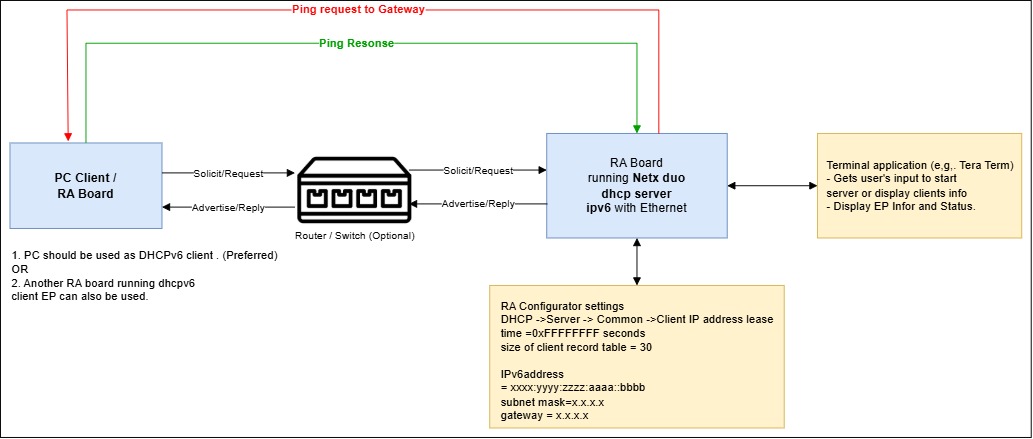 Ping request to Gateway
Ping Resonse
PC Client /
RA Board
Solicit/Request
Advertise/Reply
Router / Switch (Optional)
Solicit/Request
Advertise/Reply
RA Board
running Netx duo
dhcp server
ipv6 with Ethernet
Terminal application (e.g,. Tera Term)
- Gets user's input to start
server or display clients info
- Display EP Infor and Status.
1. PC should be used as DHCPv6 client . (Preferred)
OR
2. Another RA board running dhcpv6
client EP can also be used.
RA Configurator settings
DHCP ->Server -> Common ->Client IP address lease
time =0xFFFFFFFF seconds
size of client record table = 30
IPv6address
= xxxx:yyyy:zzzz:aaaa::bbbb
subnet mask=x.x.x.x
gateway = x.x.x.x